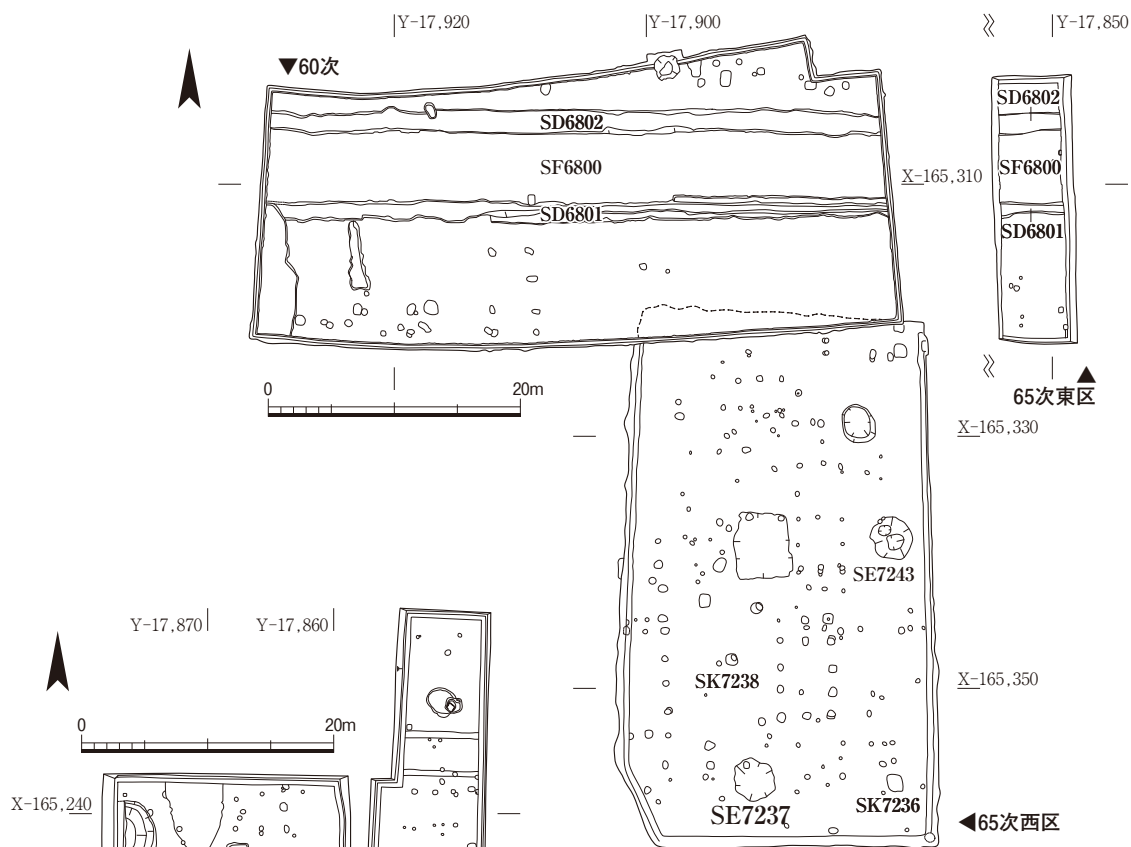 Y-17,920
Y-17,900
Y-17,850
▼60次
SD6802
SD6802
SF6800
SF6800
X-165,310
SD6801
SD6801
0 20m
65次東区
X-165,330
SE7243
Y-17,870
Y-17,860
SK7238
X-165,350
0 20m
SE7237
SK7236
X-165,240
◀65次西区